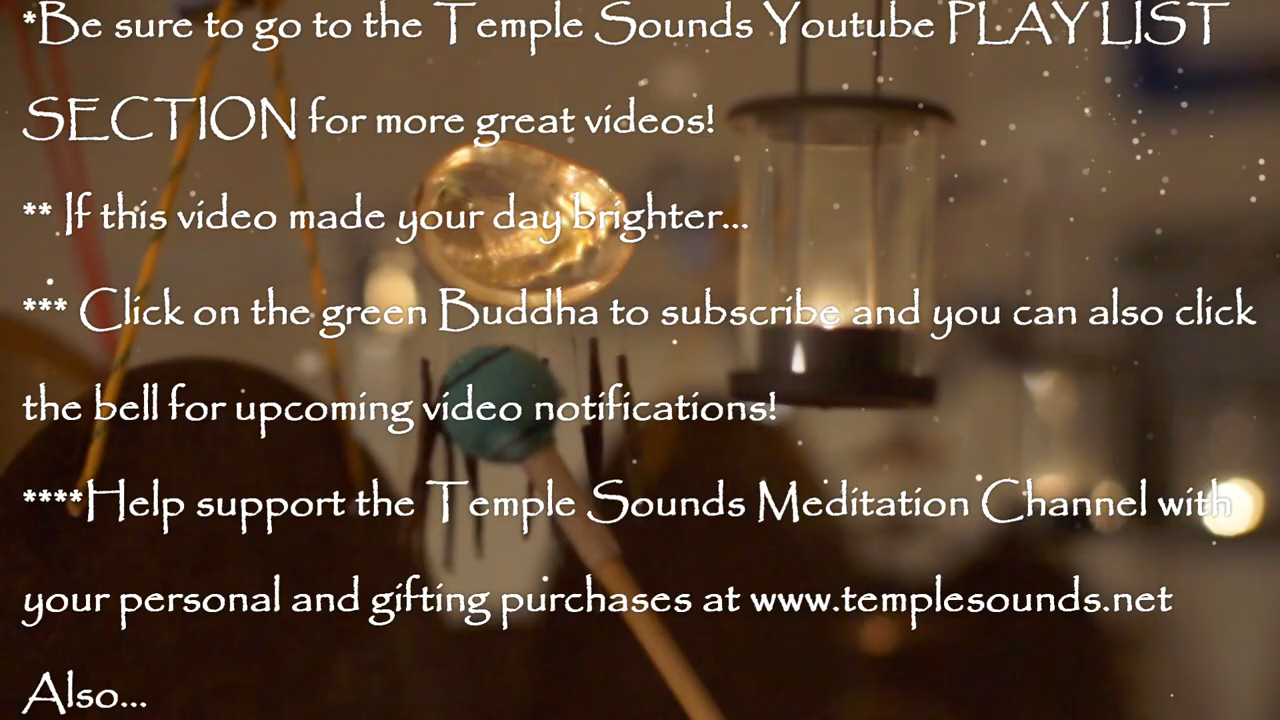 *Be sure to go to the Temple Sounds Youtube PLAY LIST
SECTION for more great videos!
** If this video made your day brighter...
*** Click on the green Buddha to subscribe and you can also click
the bell for upcoming video notifications!
****Help support the Temple Sounds Meditation Channel with
your personal and gifting purchases at www.templesounds.net
Also...